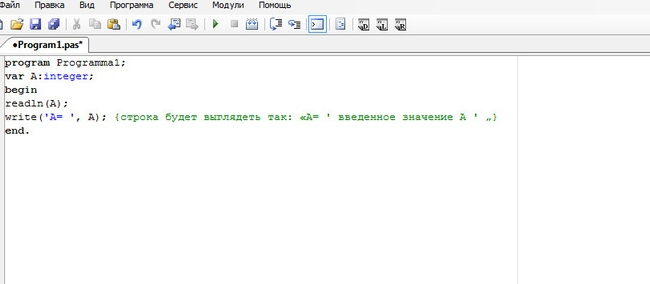 Файл Правка Вид Программа Сервис Модули Помощь
•Program1.pas*
program Programma1;
var A:integer;
begin
readln(A);
write('A= ', A); {строка будет выглядеть так: «А= ' введенное значение А ' „}
end.